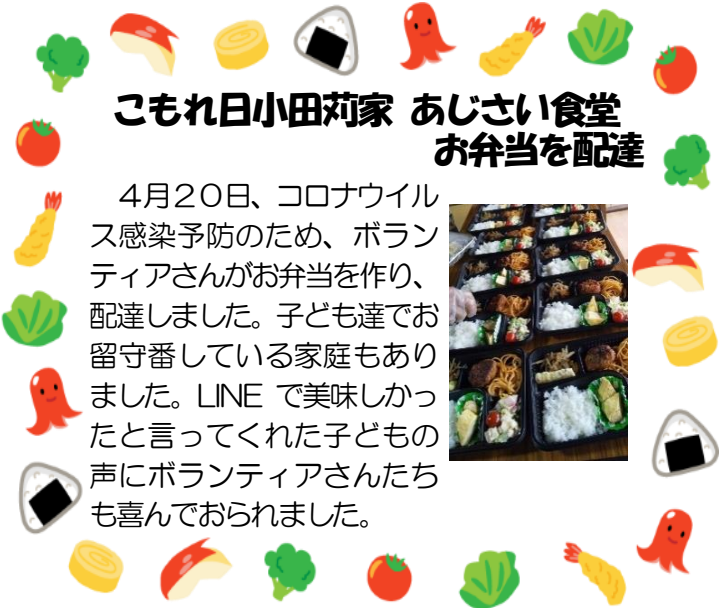 こもれ日小田苅家 あじさい食堂
お弁当を配達
４月２０日、コロナウイル
ス感染予防のため、ボラン
ティアさんがお弁当を作り、
配達しました。子ども達でお
留守番している家庭もあり
ました。LINE で美味しかっ
たと言ってくれた子どもの
声にボランティアさんたち
も喜んでおられました。